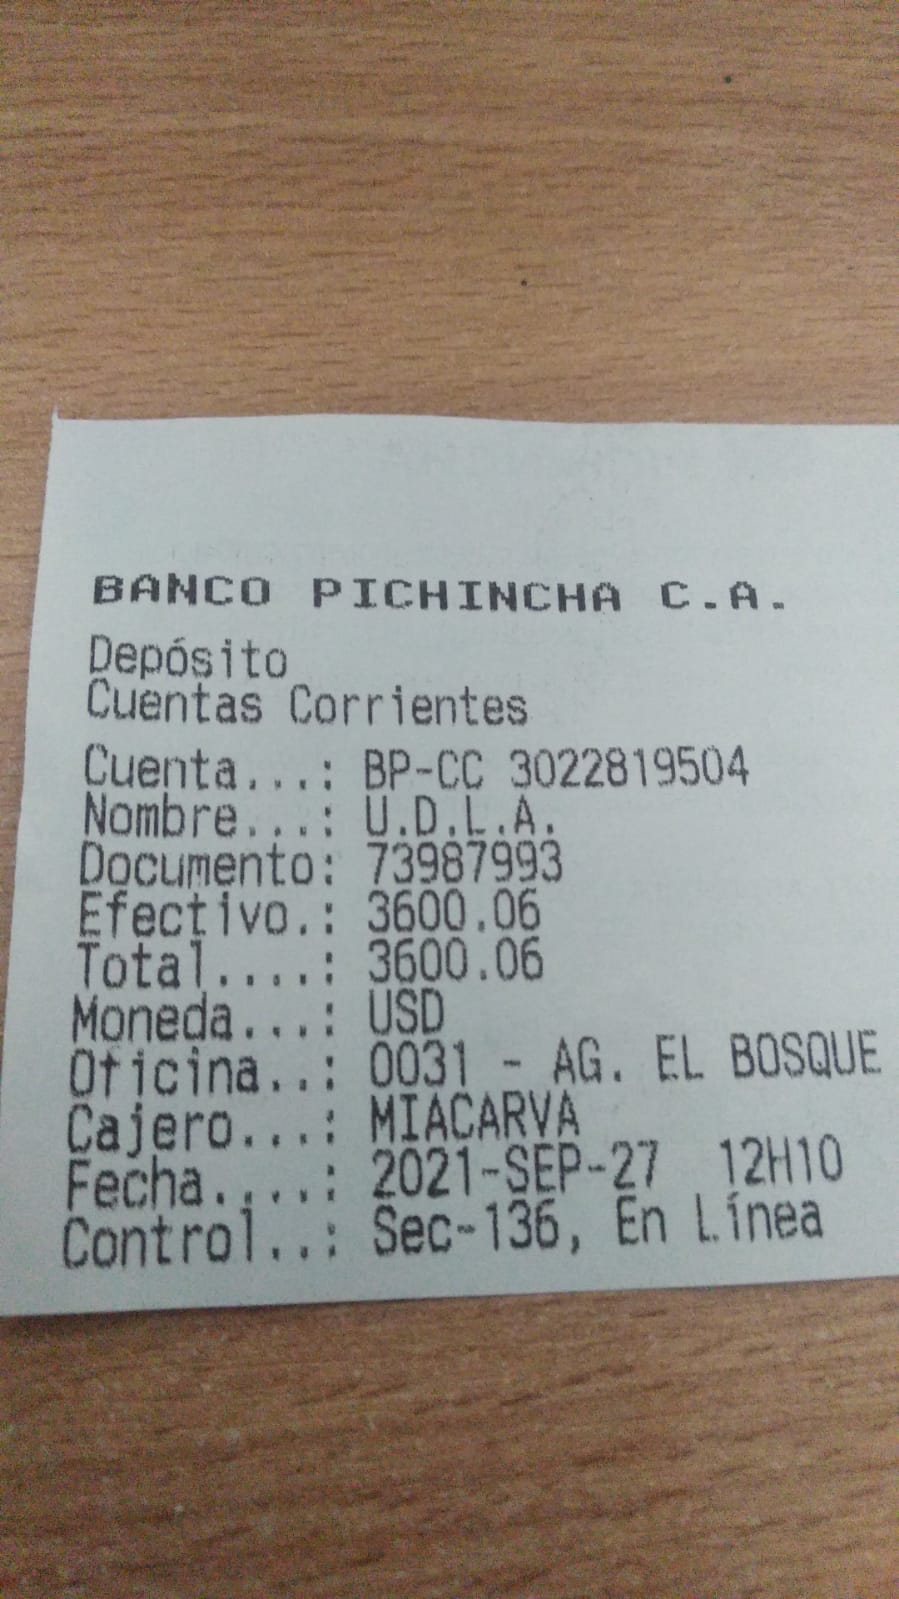 BANCO PICHINCHA C.A.
Depósito
Cuentas Corrientes
Cuenta...: BP-CC 3022819504
Nombre...: U.D.L.A.
Documento: 73987993
Efectivo.: 3600.06
Total....: 3600.06
Moneda...: USD
Oficina..: 0031 - AG. EL BOSQUE
Cajero...: MIACARVA
Fecha....: 2021-SEP-27 12H10
Control..: Sec-136, En Línea